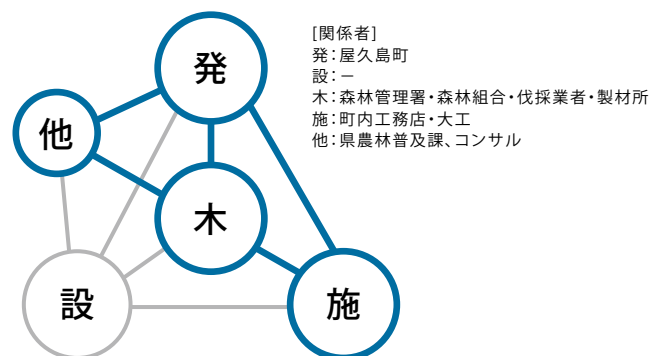 発
[関係者]
発:屋久島町
設:－
木:森林管理署・森林組合・伐採業者・製材所
施:町内工務店・大工
他:県農林普及課、コンサル
他
木
設
施